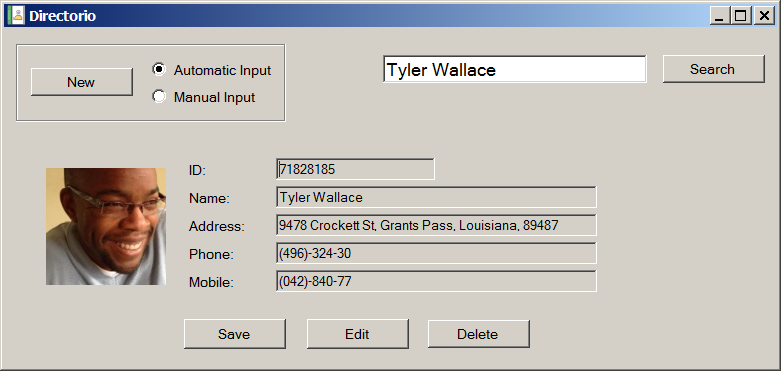 Directorio
New
Automatic Input
Manual Input
Tyler Wallace
Search
ID: 71828185
Name: Tyler Wallace
Address: 9478 Crockett St, Grants Pass, Louisiana, 89487
Phone: (496)-324-30
Mobile: (042)-840-77
Save Edit Delete